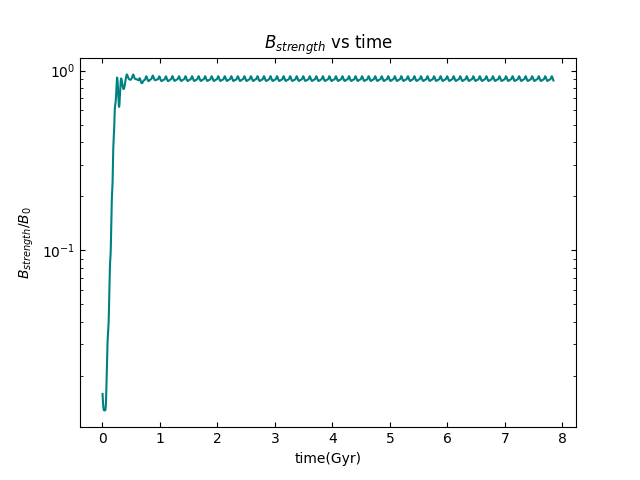 B_strength vs time
10^0
10^-1
B_strength/B_0
0 1 2 3 4 5 6 7 8
time(Gyr)